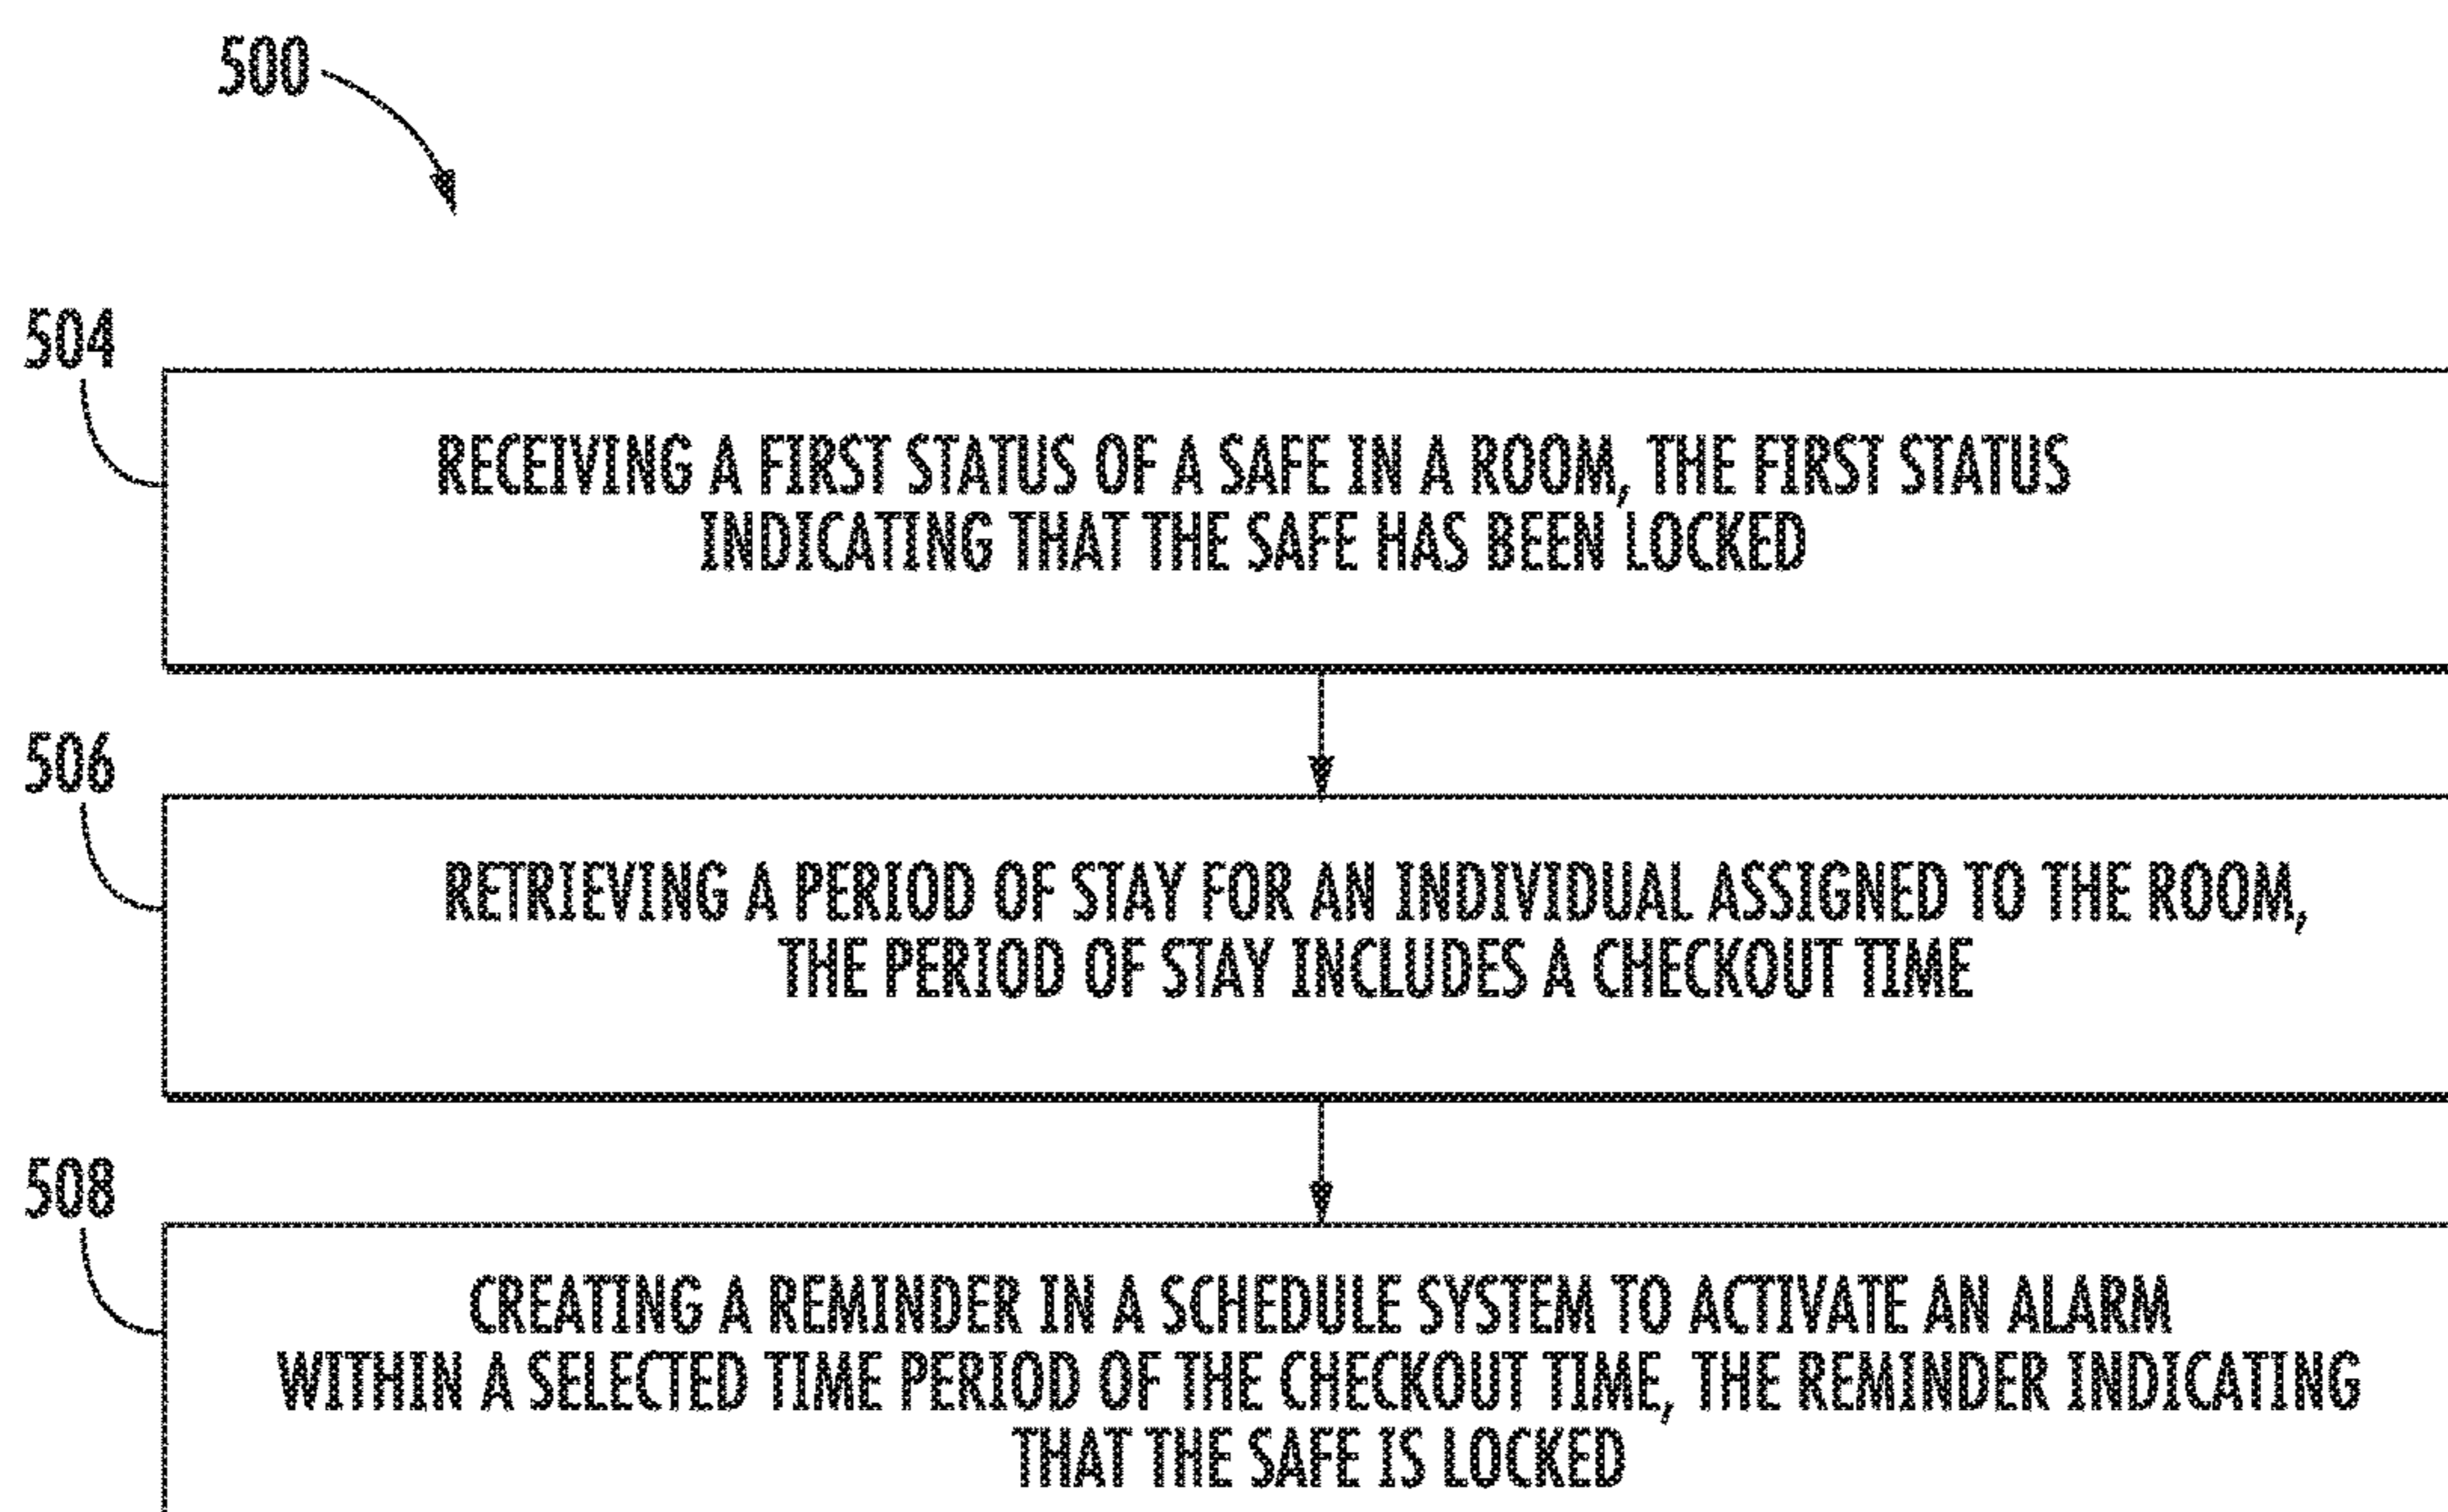 500
504
RECEIVING A FIRST STATUS OF A SAFE IN A ROOM, THE FIRST STATUS
INDICATING THAT THE SAFE HAS BEEN LOCKED
506
RETRIEVING A PERIOD OF STAY FOR AN INDIVIDUAL ASSIGNED TO THE ROOM,
THE PERIOD OF STAY INCLUDES A CHECKOUT TIME
508
CREATING A REMINDER IN A SCHEDULE SYSTEM TO ACTIVATE AN ALARM
WITHIN A SELECTED TIME PERIOD OF THE CHECKOUT TIME, THE REMINDER INDICATING
THAT THE SAFE IS LOCKED